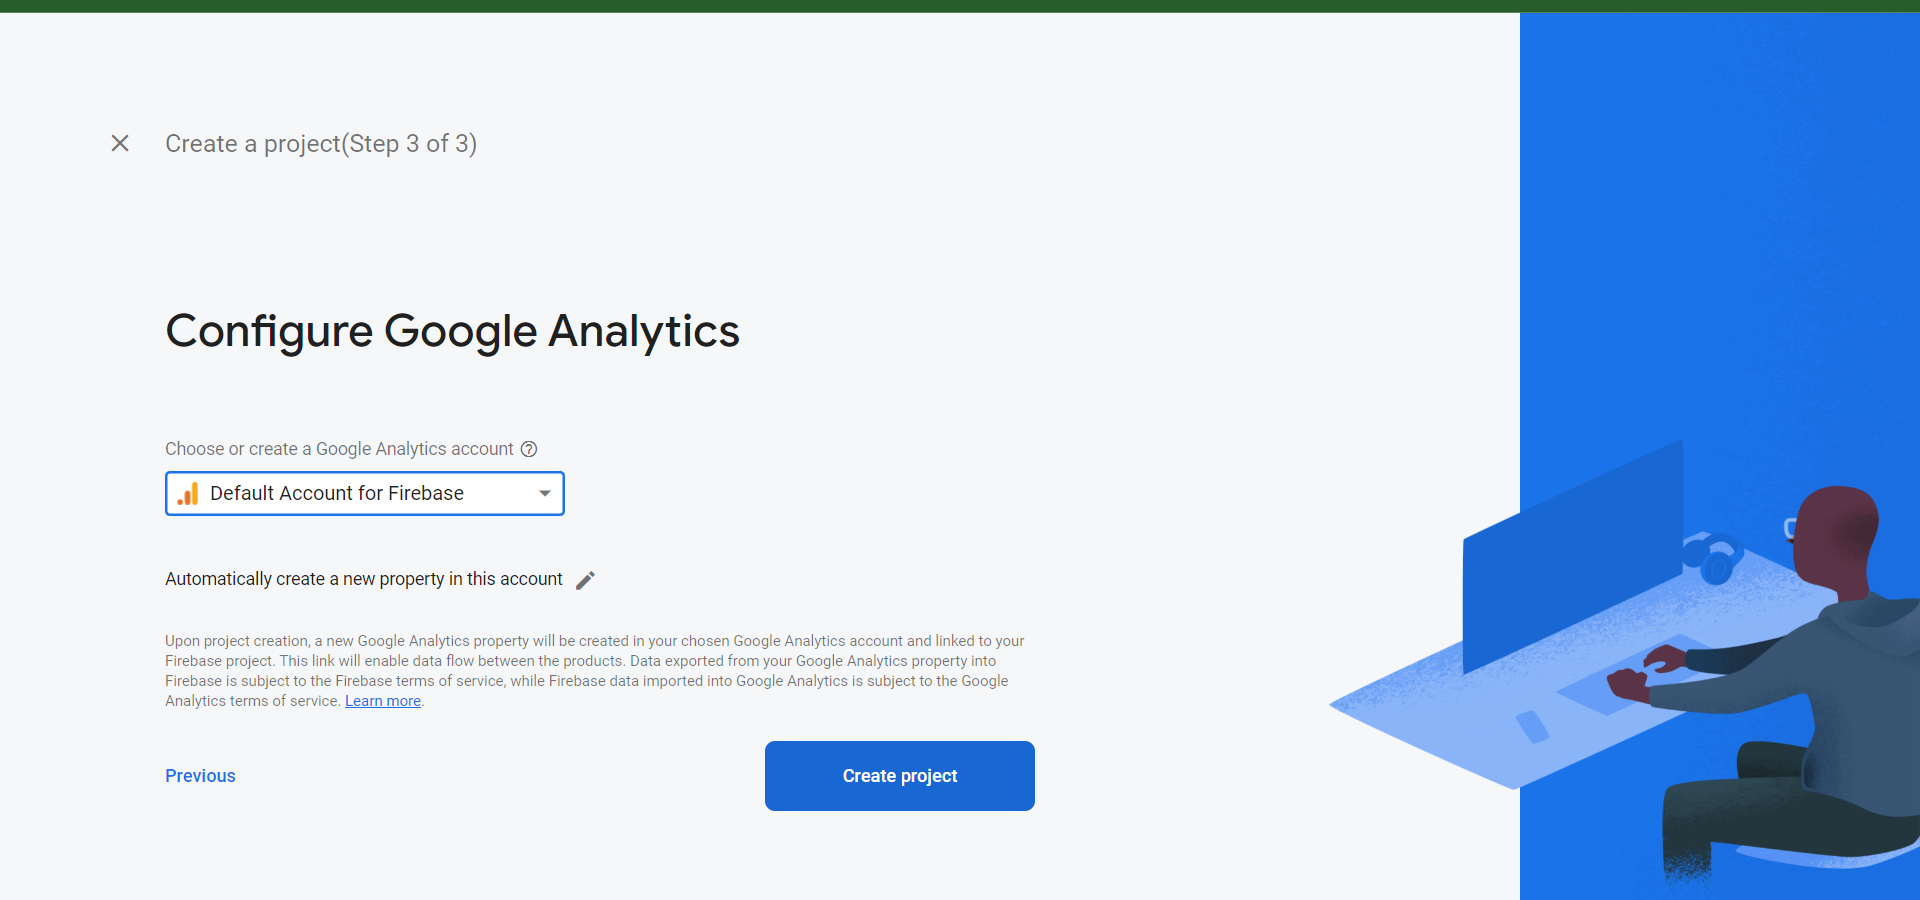 Create a project(Step 3 of 3)
Configure Google Analytics
Choose or create a Google Analytics account
Default Account for Firebase
Automatically create a new property in this account
Upon project creation, a new Google Analytics property will be created in your chosen Google Analytics account and linked to your
Firebase project. This link will enable data flow between the products. Data exported from your Google Analytics property into
Firebase is subject to the Firebase terms of service, while Firebase data imported into Google Analytics is subject to the Google
Analytics terms of service. Learn more.
Previous
Create project